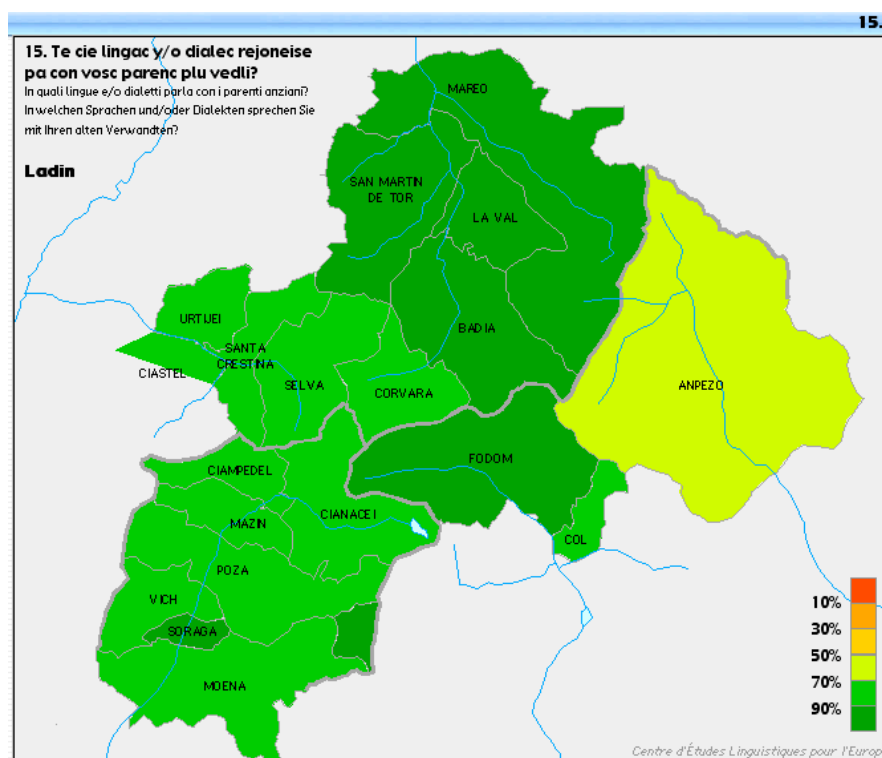 15.
15. Te cie lingac y/o dialec rejoneise
pa con vosc parenc plu vedli?
In quali lingue e/o dialetti parla con i parenti anziani?
In welchen Sprachen und/oder Dialekten sprechen Sie
mit Ihren alten Verwandten?
Ladin
MAREO
SAN MARTIN
DE TOR
LA VAL
URTIJEI
BADIA
SANTA
CRESTINA
CIASTEL
SELVA
CORVARA
ANPEZO
FODOM
CIAMPEDEL
CIANACEI
MAZIN
COL
POZA
VICH
SORAGA
MOENA
10%
30%
50%
70%
90%
Centre d'Études Linguistiques pour l'Europ